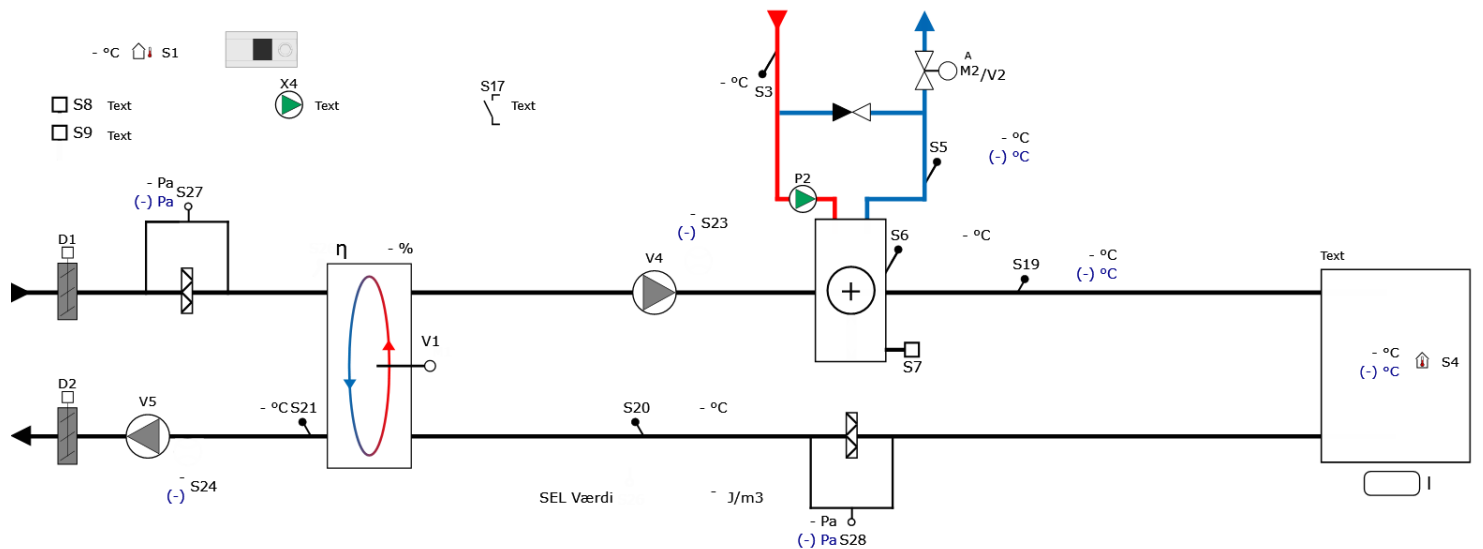 - °C S1
X4
Text
S17
Text
S8 Text
S9 Text
- °C
S3
A
M2/V2
S5
- °C
(-) °C
P2
- Pa
(-) Pa
S27
D1
η - %
-
(-)
S23
V4
S6
- °C
S19
- °C
(-) °C
Text
V1
S7
- °C
(-) °C
S4
D2
V5
- °C S21
S20
- °C
-
(-)
S24
SEL Værdi - J/m3
- Pa
(-) Pa S28
I